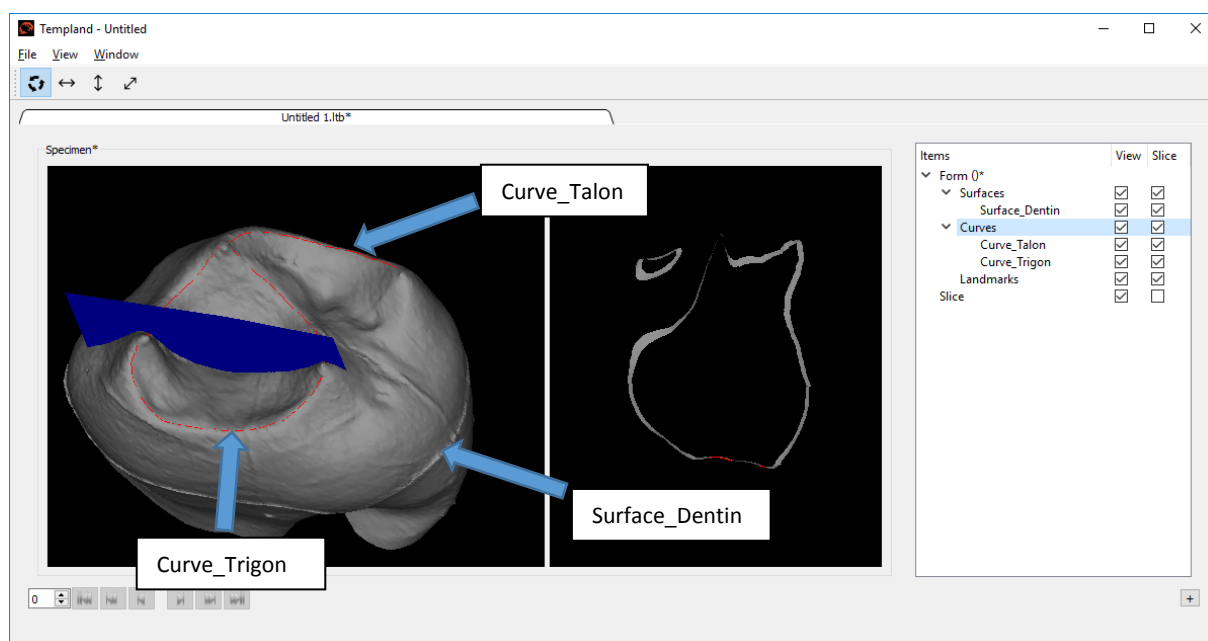 Templand - Untitled
File View Window
Untitled 1.ltb*
Specimen*
Curve_Talon
Surface_Dentin
Curve_Trigon
Items View Slice
Form ()*
Surfaces
Surface_Dentin
Curves
Curve_Talon
Curve_Trigon
Landmarks
Slice
0
+